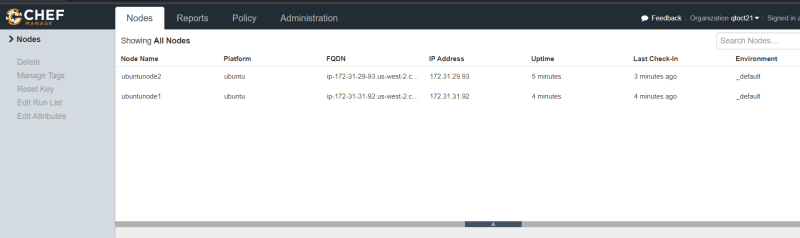 CHEF
MANAGE
Nodes Reports Policy Administration
Feedback Organization qtoct21 Signed in a
Nodes
Delete
Manage Tags
Reset Key
Edit Run List
Edit Attributes
Showing All Nodes
Search Nodes...
Node Name Platform FQDN IP Address Uptime Last Check-In Environment
ubuntunode2 ubuntu ip-172-31-29-93.us-west-2.c... 172.31.29.93 5 minutes 3 minutes ago _default
ubuntunode1 ubuntu ip-172-31-31-92.us-west-2.c... 172.31.31.92 4 minutes 4 minutes ago _default